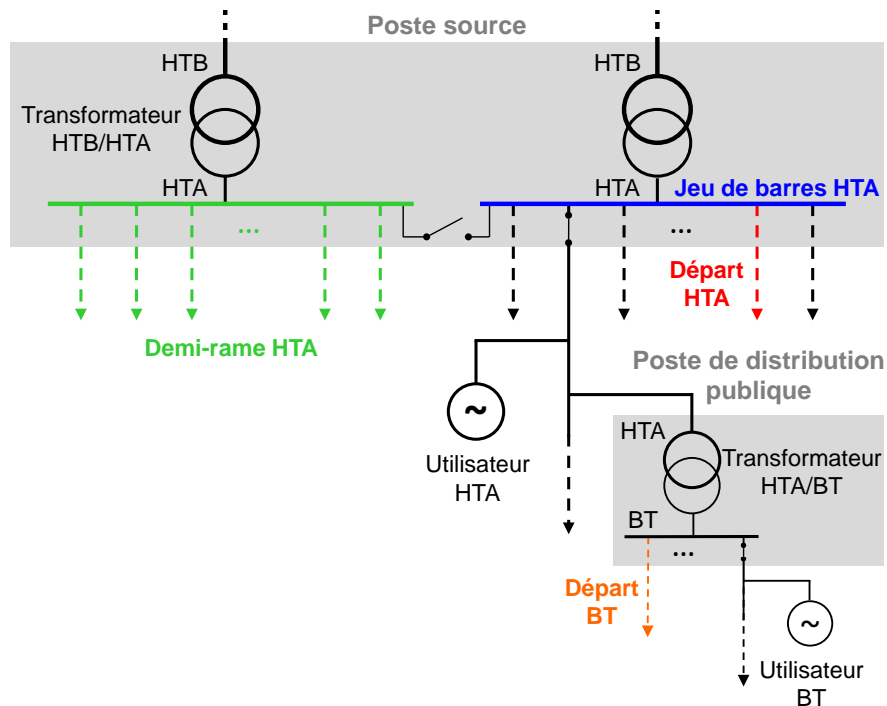 Poste source
HTB
HTB
Transformateur
HTB/HTA
HTA
HTA
Jeu de barres HTA
...
...
Départ
HTA
Demi-rame HTA
Poste de distribution
publique
~
HTA
Utilisateur
HTA
Transformateur
HTA/BT
BT
...
Départ
BT
~
Utilisateur
BT